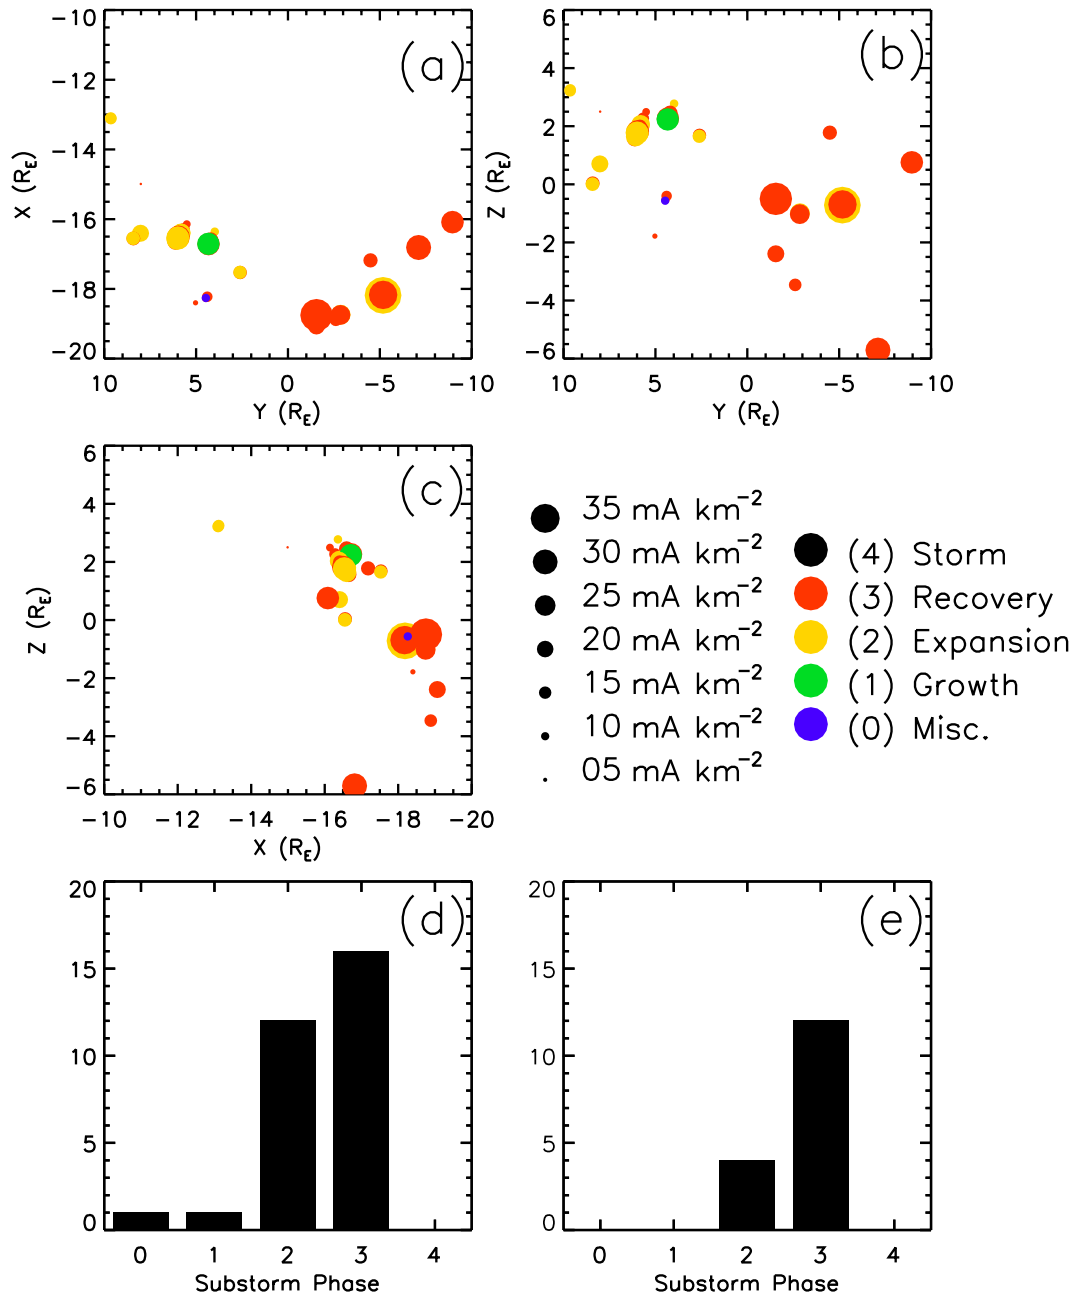 (a)
−10
−12
−14
−16
−18
−20
X (R_E)
10 5 0 −5 −10
Y (R_E)
(b)
6
4
2
0
−2
−4
−6
Z (R_E)
10 5 0 −5 −10
Y (R_E)
(c)
6
4
2
0
−2
−4
−6
Z (R_E)
−10 −12 −14 −16 −18 −20
X (R_E)
35 mA km⁻²
30 mA km⁻²
25 mA km⁻²
20 mA km⁻²
15 mA km⁻²
10 mA km⁻²
05 mA km⁻²
(4) Storm
(3) Recovery
(2) Expansion
(1) Growth
(0) Misc.
(d)
20
15
10
5
0
0 1 2 3 4
Substorm Phase
(e)
20
15
10
5
0
0 1 2 3 4
Substorm Phase